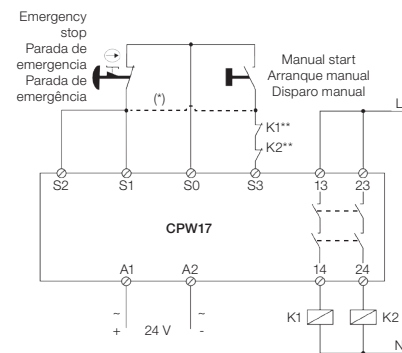 Emergency
stop
Parada de
emergencia
Parada de
emergência
Manual start
Arranque manual
Disparo manual
(*)
L
K1**
K2**
S2 S1 S0 S3 13 23
CPW17
A1 A2 14 24
~ ~
+ 24 V -
K1 K2
N